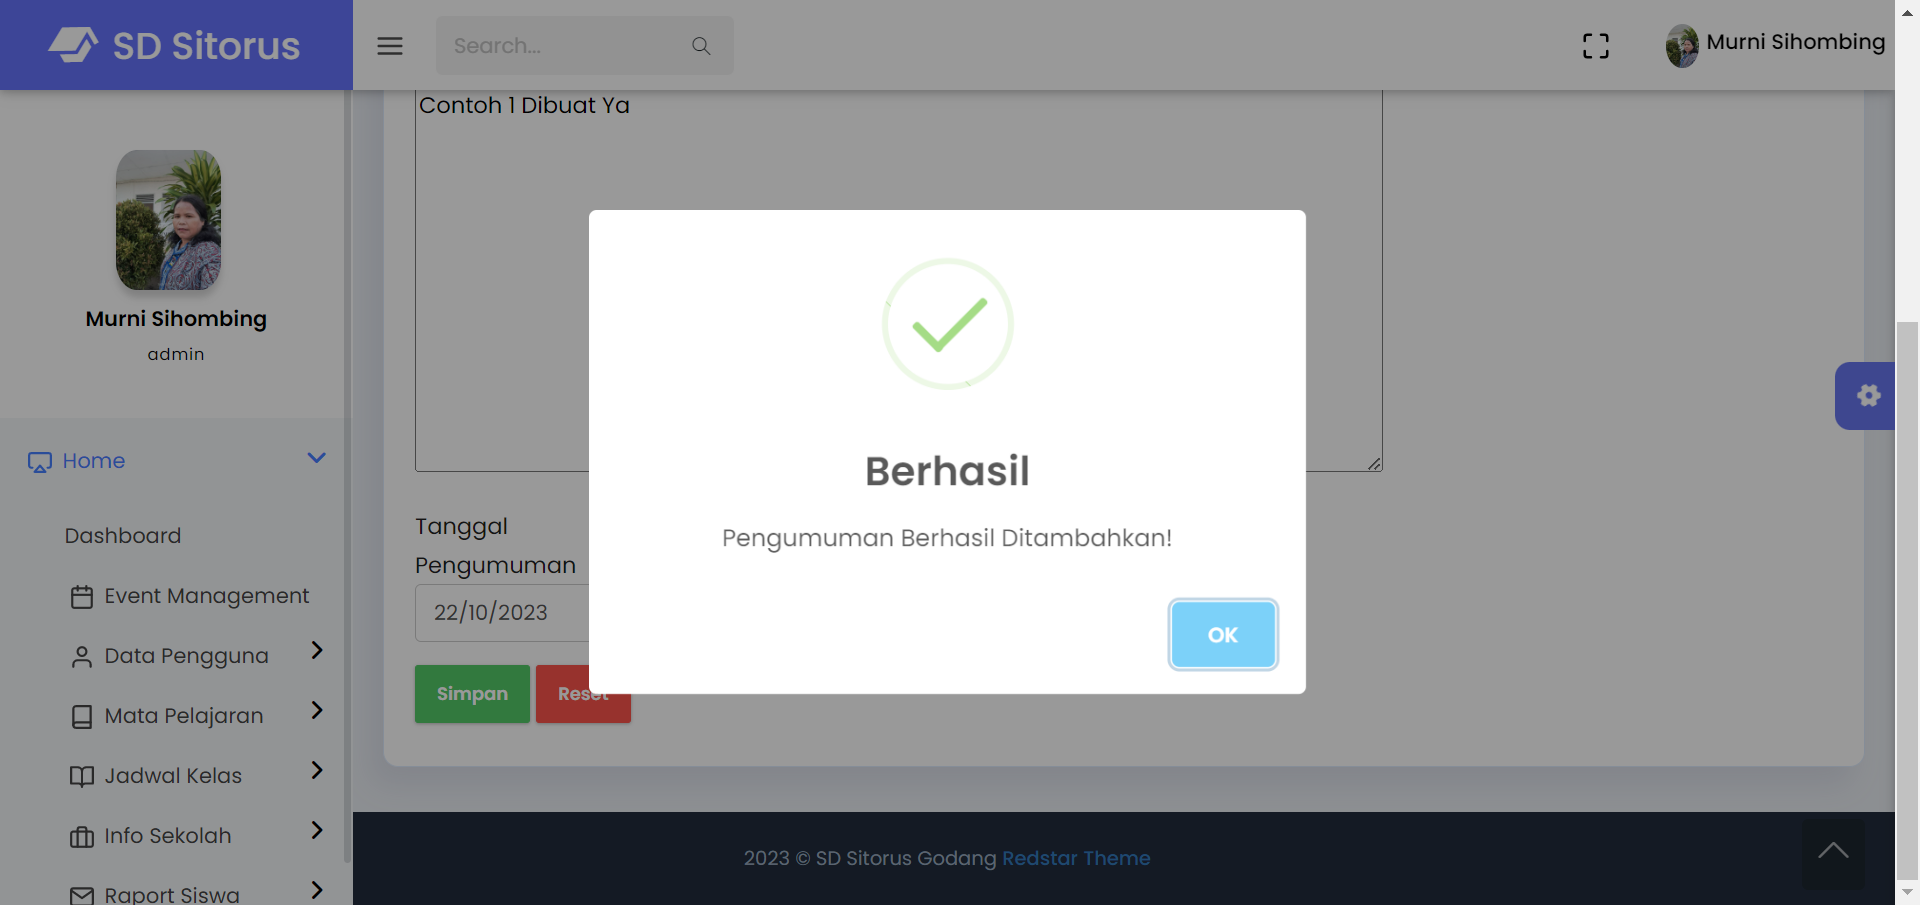 SD Sitorus
Search...
Murni Sihombing
Murni Sihombing
admin
Home
Dashboard
Event Management
Data Pengguna
Mata Pelajaran
Jadwal Kelas
Info Sekolah
Raport Siswa
Contoh 1 Dibuat Ya
Tanggal
Pengumuman
22/10/2023
Simpan
Reset
Berhasil
Pengumuman Berhasil Ditambahkan!
OK
2023 © SD Sitorus Godang Redstar Theme